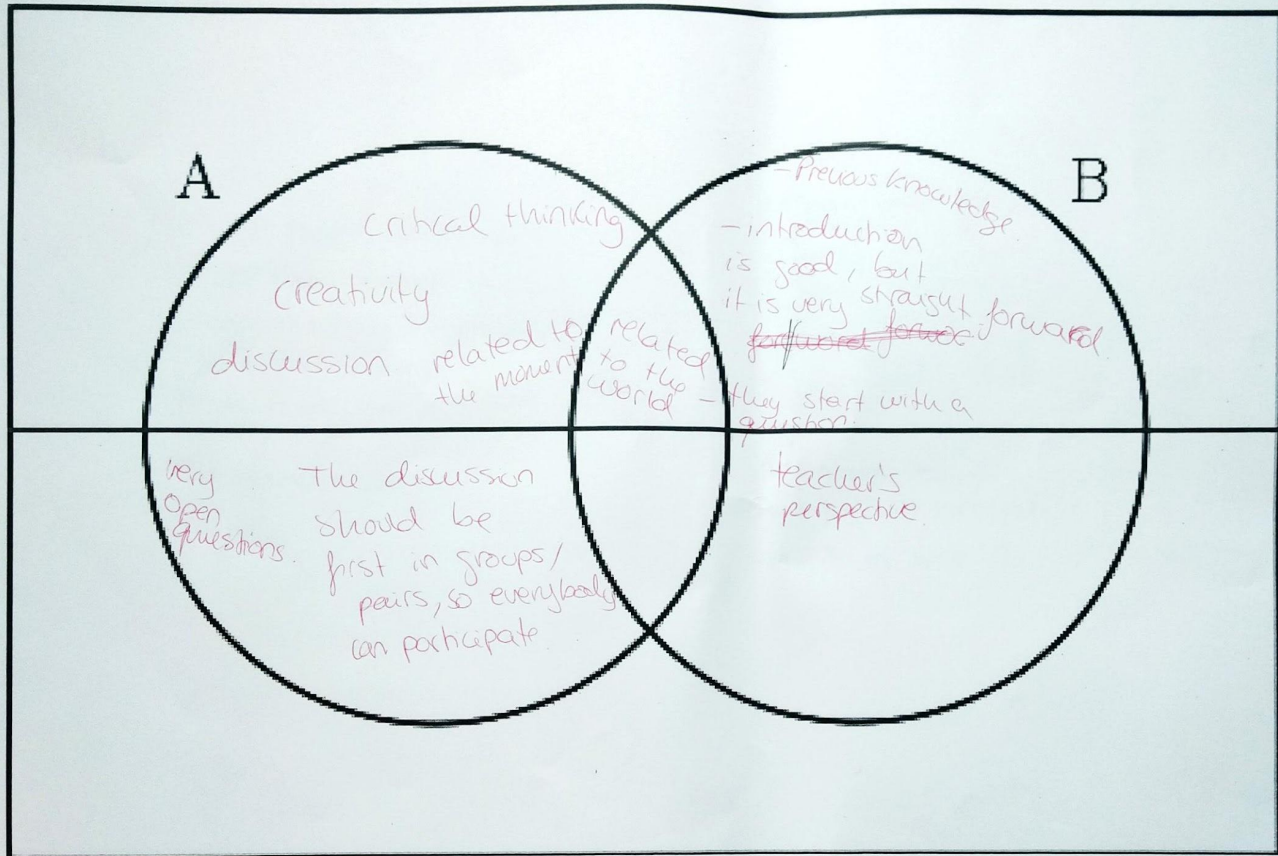 A
critical thinking
creativity
discussion
related to
the moment
related
to the
world
B
- Previous knowledge
- introduction
is good, but
it is very straight forward
- they start with a
question.
very
open
questions.
The discussion
should be
first in groups/
pairs, so everybody
can participate
teacher's
perspective.